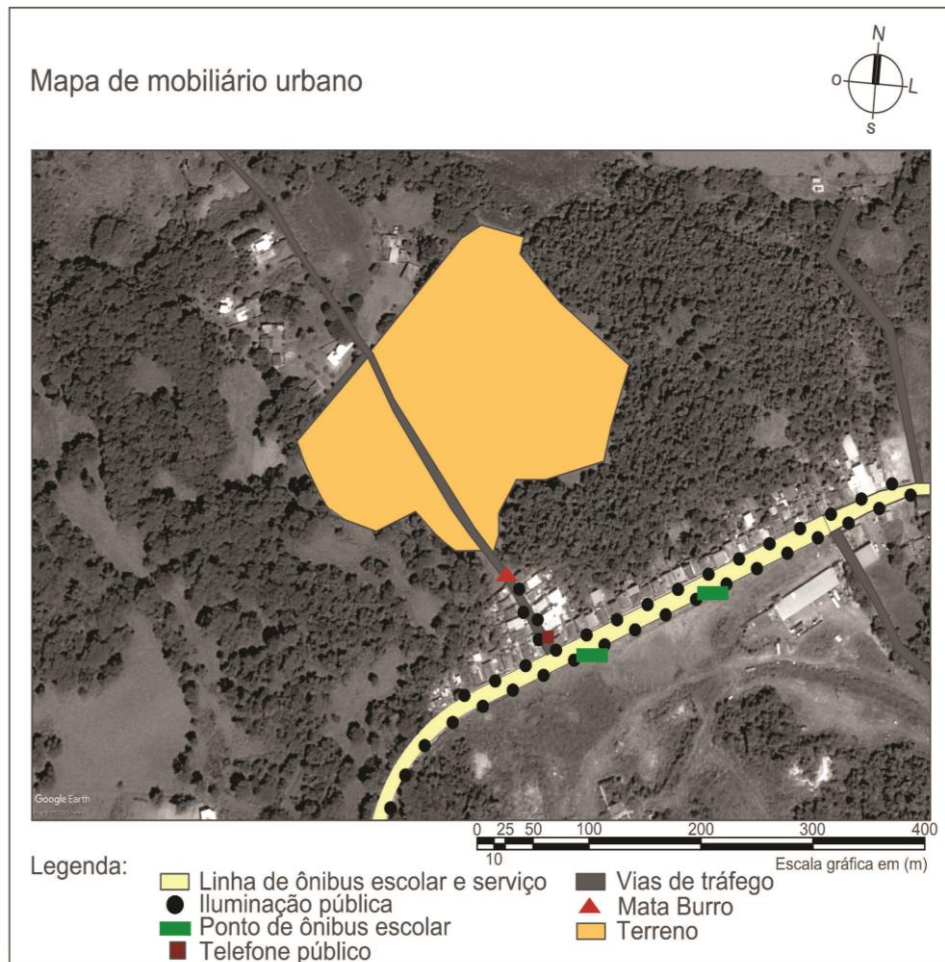 Mapa de mobiliário urbano
N
O
L
S
Google Earth
0 25 50 100 200 300 400
10
Escala gráfica em (m)
Legenda:
Linha de ônibus escolar e serviço
Iluminação pública
Ponto de ônibus escolar
Telefone público
Vias de tráfego
Mata Burro
Terreno